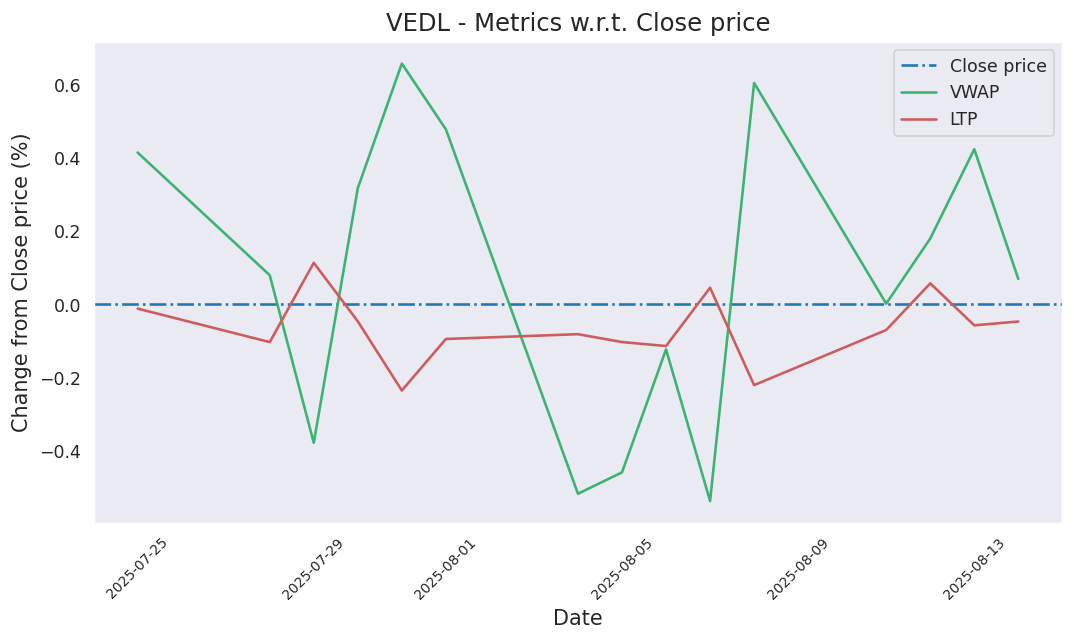 VEDL - Metrics w.r.t. Close price
Close price
VWAP
LTP
Change from Close price (%)
0.6
0.4
0.2
0.0
−0.2
−0.4
2025-07-25
2025-07-29
2025-08-01
2025-08-05
2025-08-09
2025-08-13
Date